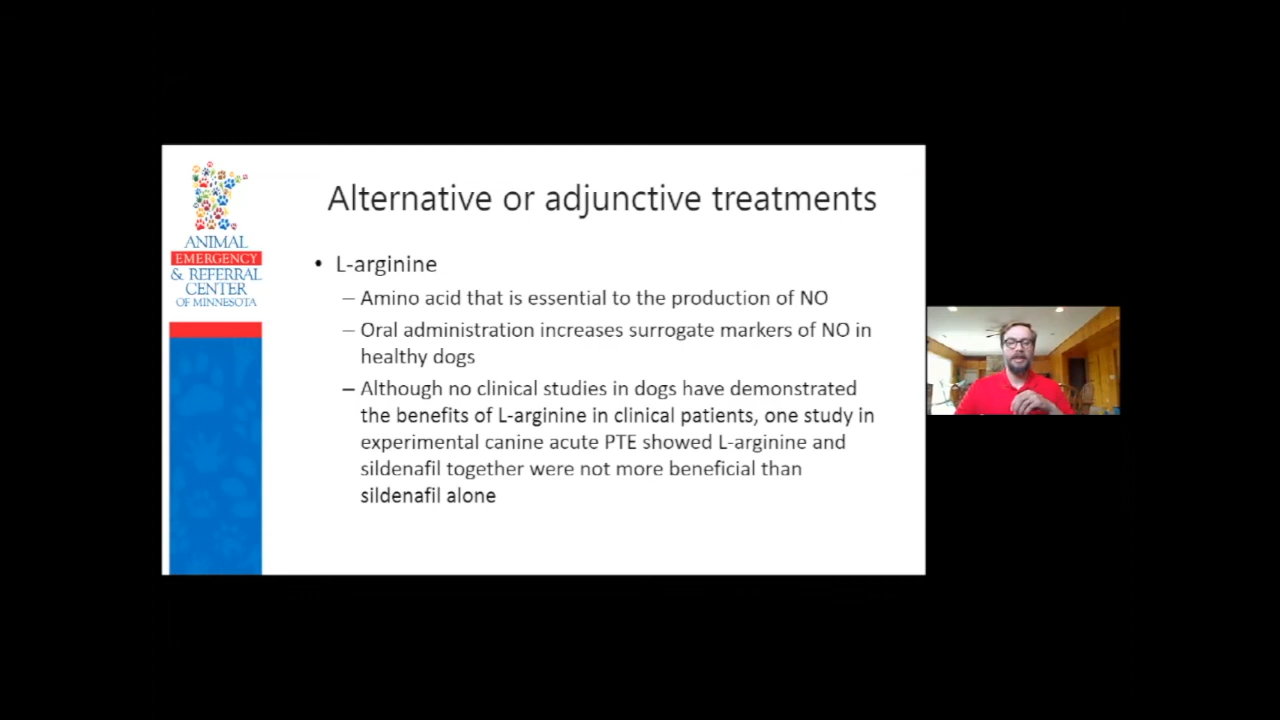 ANIMAL
EMERGENCY
& REFERRAL
CENTER
OF MINNESOTA
Alternative or adjunctive treatments
• L-arginine
– Amino acid that is essential to the production of NO
– Oral administration increases surrogate markers of NO in
healthy dogs
– Although no clinical studies in dogs have demonstrated
the benefits of L-arginine in clinical patients, one study in
experimental canine acute PTE showed L-arginine and
sildenafil together were not more beneficial than
sildenafil alone